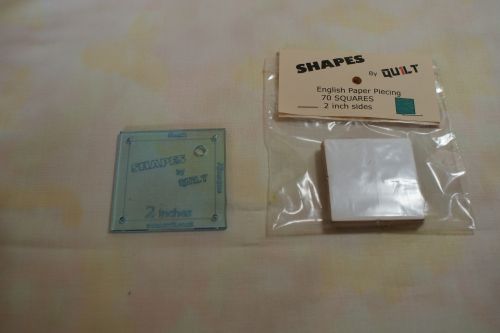 SHAPES
By QUILT
English Paper Piecing
70 SQUARES
2 inch sides
SHAPES
by
QUILT
2 inches